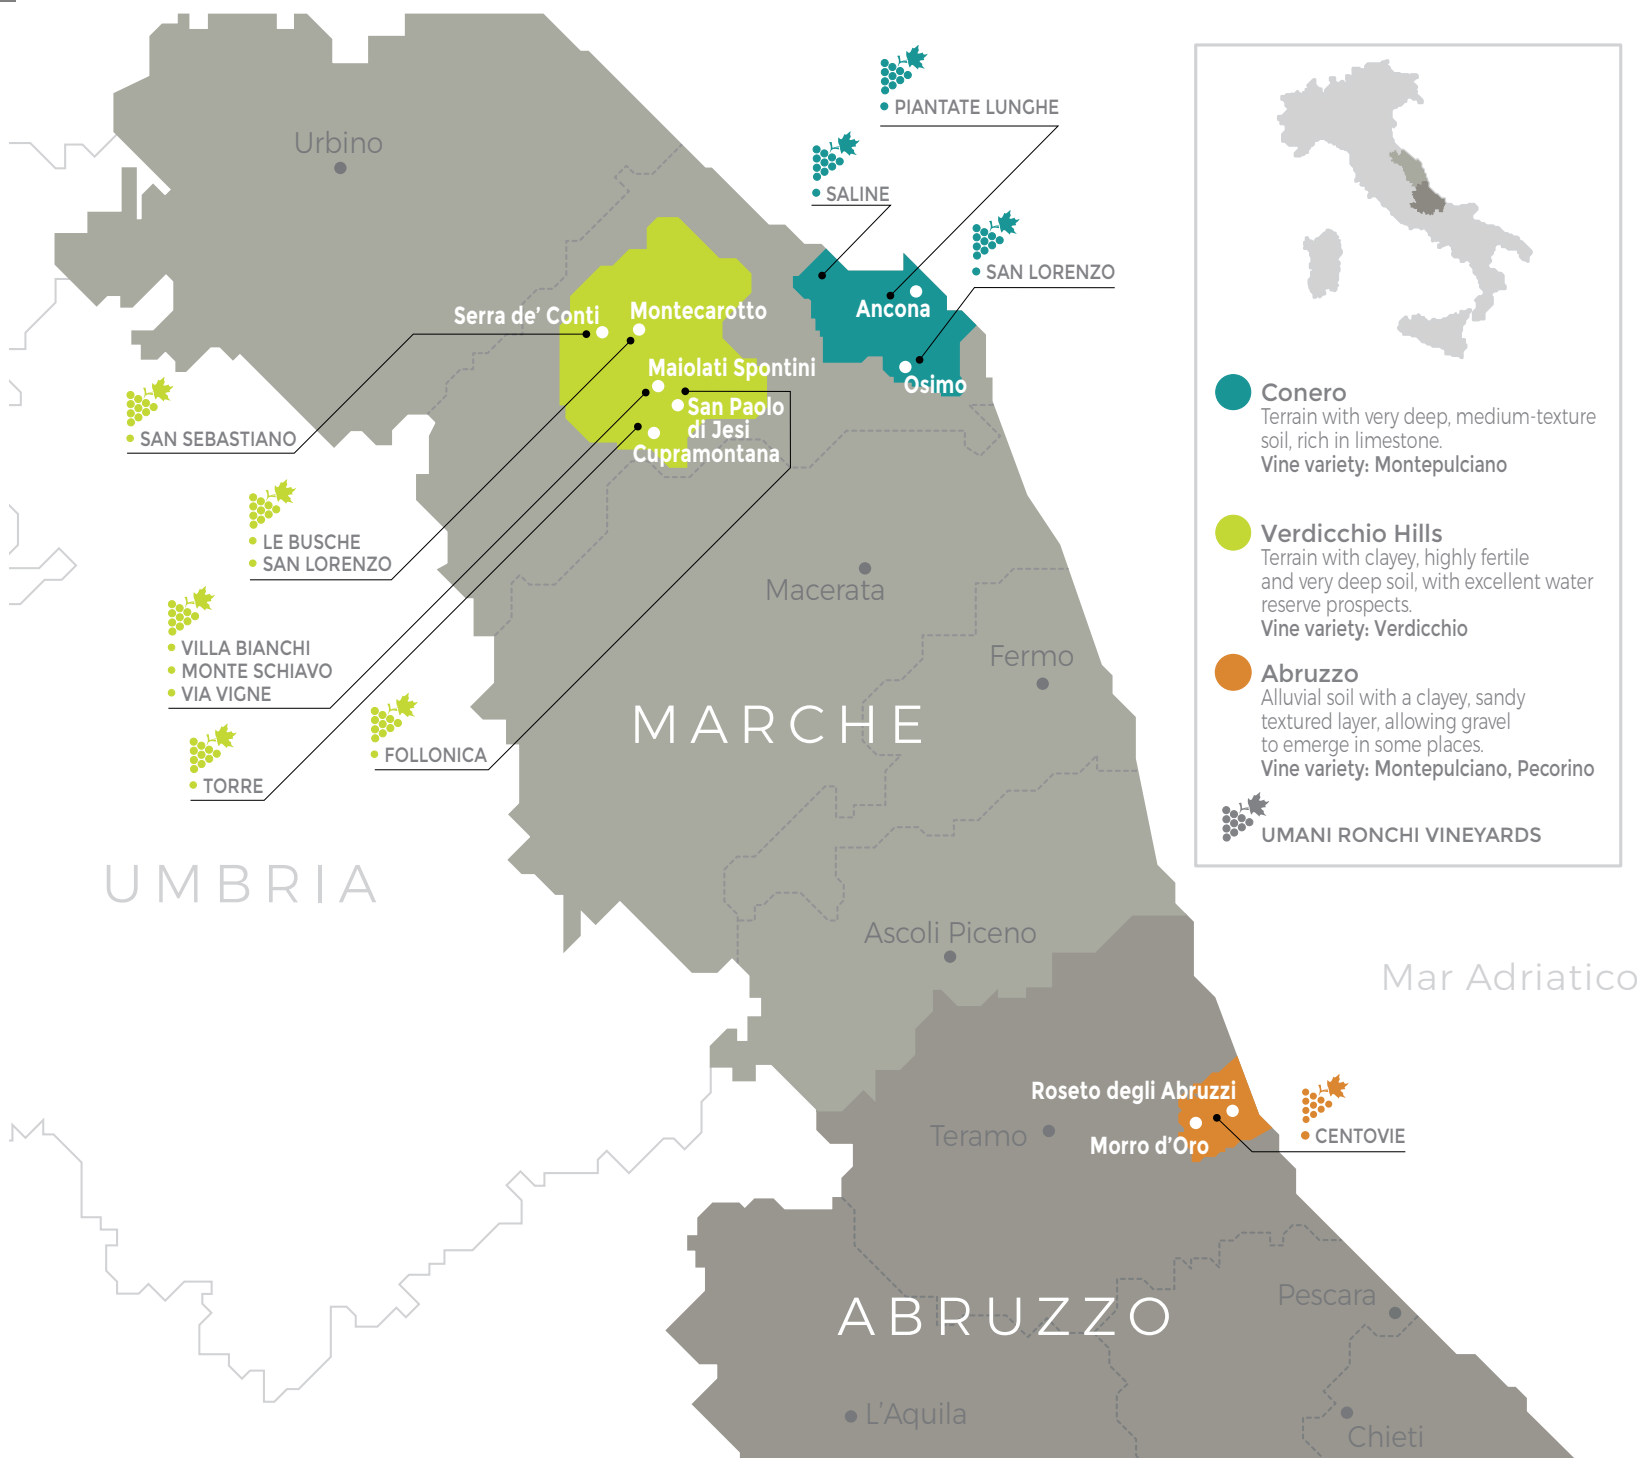 Urbino
PIANTATE LUNGHE
SALINE
SAN LORENZO
Ancona
Osimo
Serra de’ Conti
Montecarotto
Maiolati Spontini
San Paolo
di Jesi
Cupramontana
SAN SEBASTIANO
LE BUSCHE
SAN LORENZO
VILLA BIANCHI
MONTE SCHIAVO
VIA VIGNE
TORRE
FOLLONICA
Macerata
Fermo
MARCHE
UMBRIA
Ascoli Piceno
Mar Adriatico
Roseto degli Abruzzi
Teramo
Morro d’Oro
CENTOVIE
ABRUZZO
Pescara
L’Aquila
Chieti
Conero
Terrain with very deep, medium-texture
soil, rich in limestone.
Vine variety: Montepulciano
Verdicchio Hills
Terrain with clayey, highly fertile
and very deep soil, with excellent water
reserve prospects.
Vine variety: Verdicchio
Abruzzo
Alluvial soil with a clayey, sandy
textured layer, allowing gravel
to emerge in some places.
Vine variety: Montepulciano, Pecorino
UMANI RONCHI VINEYARDS